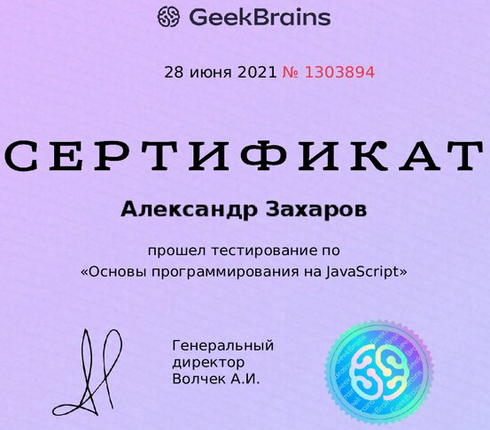 GeekBrains
28 июня 2021 № 1303894
СЕРТИФИКАТ
Александр Захаров
прошел тестирование по
«Основы программирования на JavaScript»
Генеральный
директор
Волчек А.И.